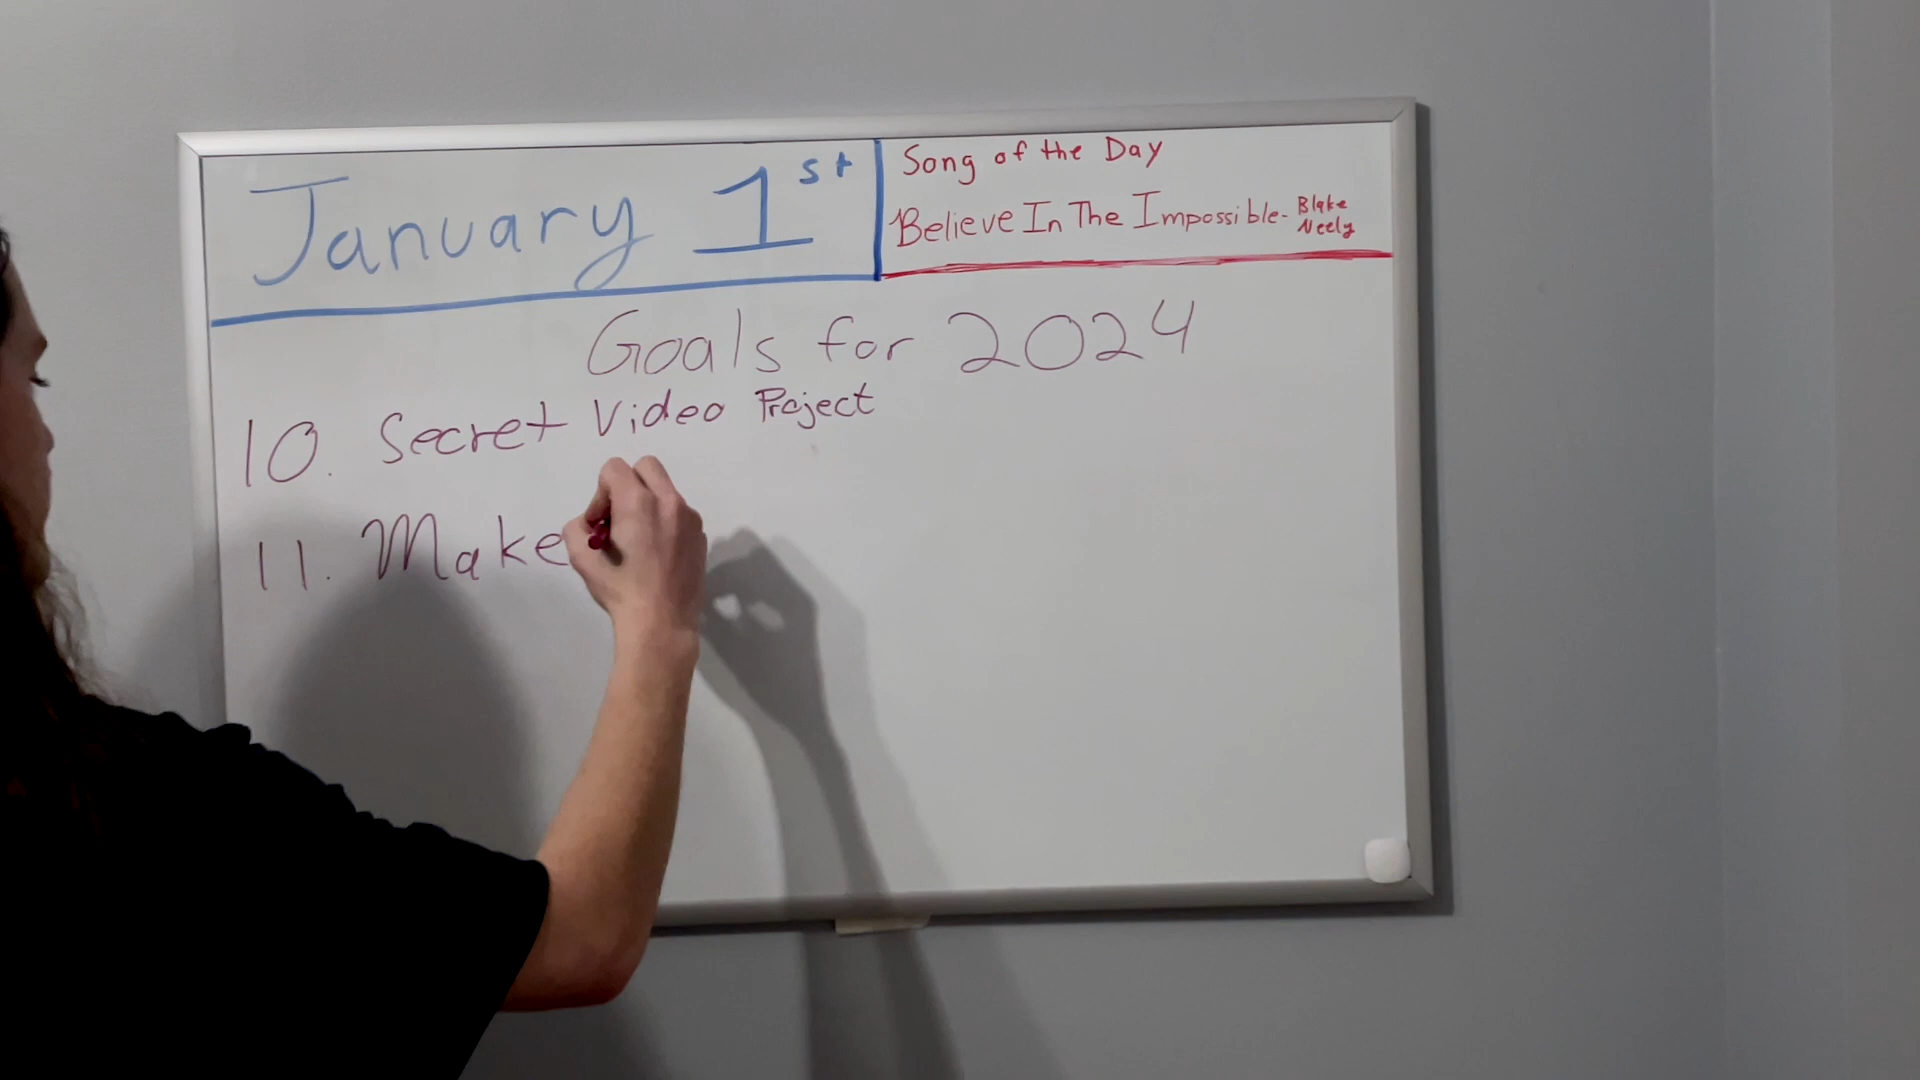 January 1st
Song of the Day
Believe In The Impossible- Blake Neely
Goals for 2024
10. Secret Video Project
11. Make